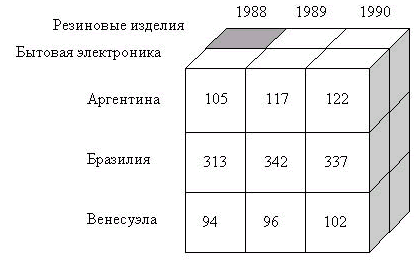 1988 1989 1990
Резиновые изделия
Бытовая электроника
Аргентина 105 117 122
Бразилия 313 342 337
Венесуэла 94 96 102